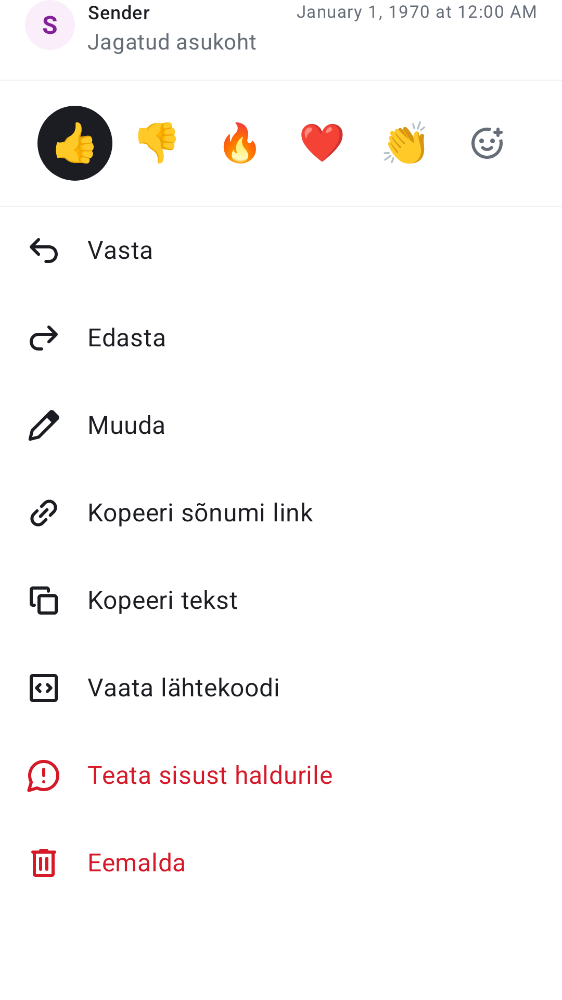 S
Sender
January 1, 1970 at 12:00 AM
Jagatud asukoht
Vasta
Edasta
Muuda
Kopeeri sõnumi link
Kopeeri tekst
Vaata lähtekoodi
Teata sisust haldurile
Eemalda